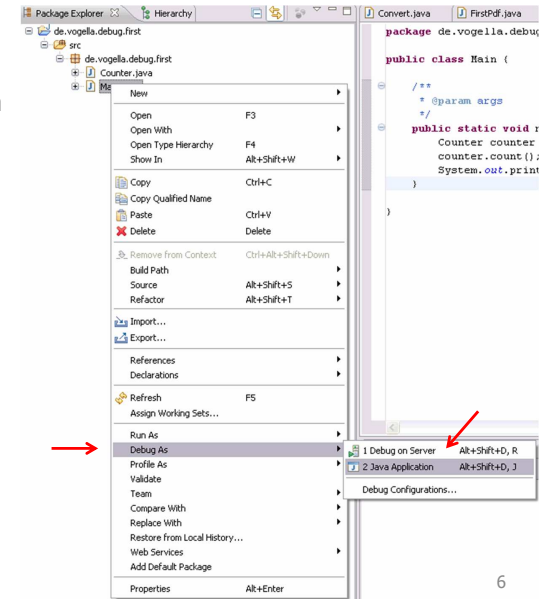 Package Explorer Hierarchy
de.vogella.debug.first
src
de.vogella.debug.first
Counter.java
Ma
New
Open F3
Open With
Open Type Hierarchy F4
Show In Alt+Shift+W
Copy Ctrl+C
Copy Qualified Name
Paste Ctrl+V
Delete Delete
Remove from Context Ctrl+Alt+Shift+Down
Build Path
Source Alt+Shift+S
Refactor Alt+Shift+T
Import...
Export...
References
Declarations
Refresh F5
Assign Working Sets...
Run As
Debug As
Profile As
Validate
Team
Compare With
Replace With
Restore from Local History...
Web Services
Add Default Package
Properties Alt+Enter
Convert.java FirstPdf.java
package de.vogella.debug
public class Main {
/**
* @param args
*/
public static void
Counter counter
counter.count();
System.out.print
}
}
1 Debug on Server Alt+Shift+D, R
2 Java Application Alt+Shift+D, J
Debug Configurations...
6